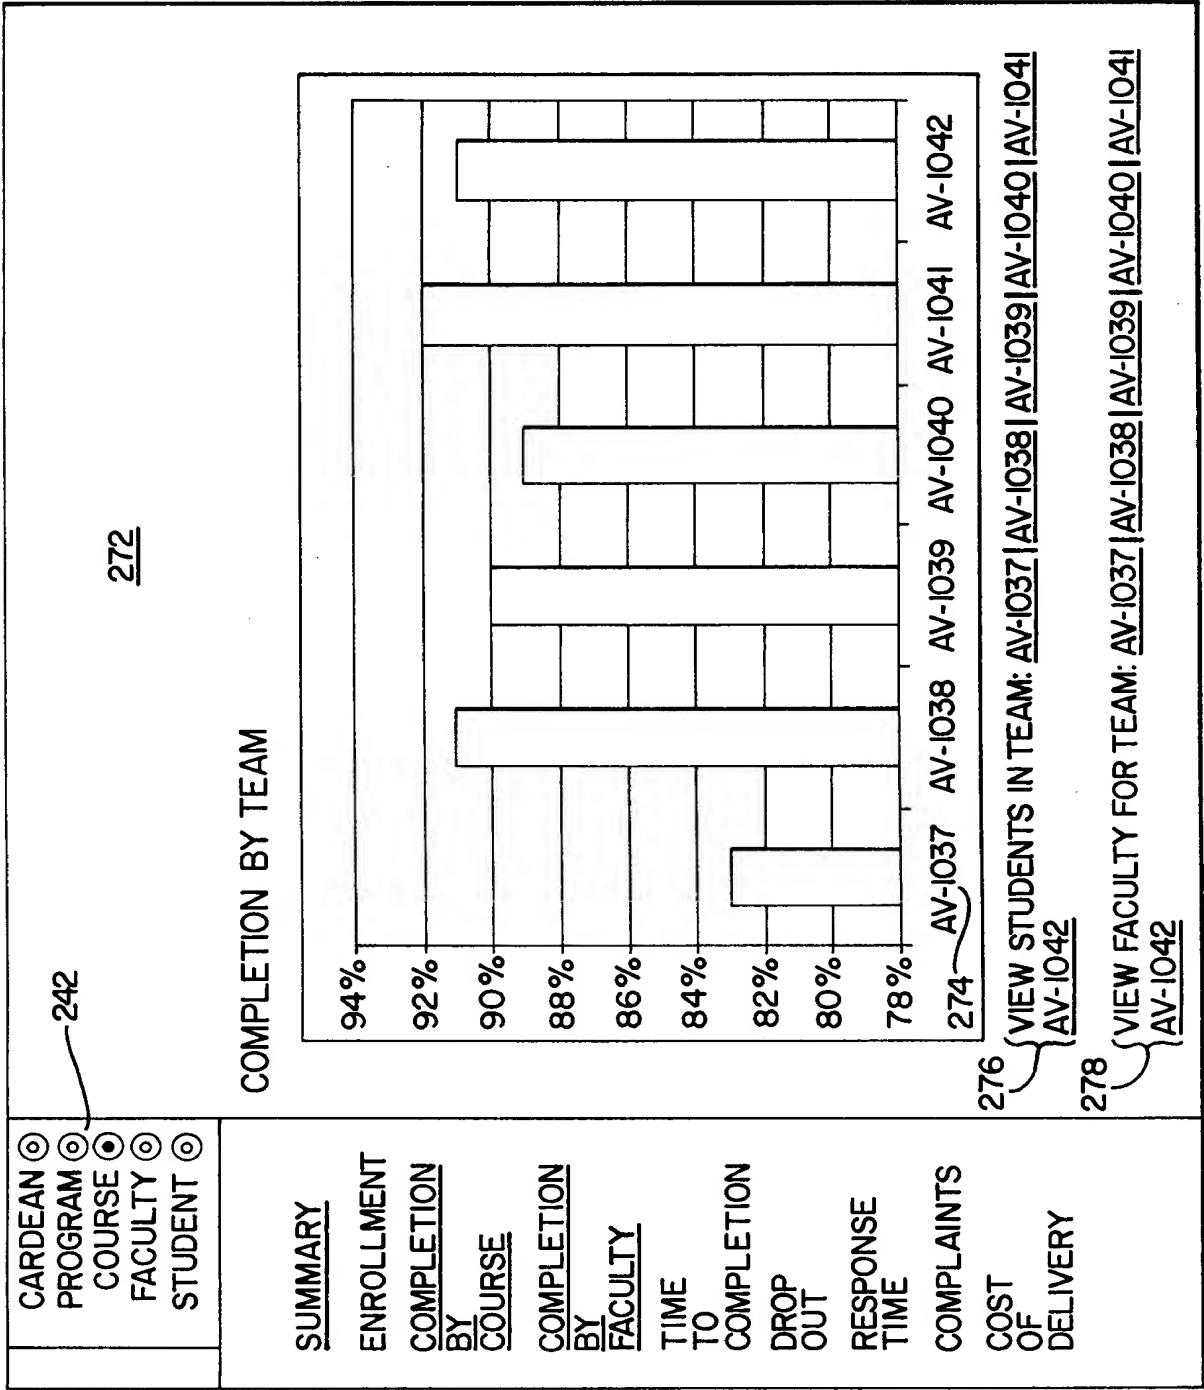 CARDEAN
PROGRAM
COURSE
FACULTY
STUDENT
242
SUMMARY
ENROLLMENT
COMPLETION
BY
COURSE
COMPLETION
BY
FACULTY
TIME
TO
COMPLETION
DROP
OUT
RESPONSE
TIME
COMPLAINTS
COST
OF
DELIVERY
272
COMPLETION BY TEAM
94%
92%
90%
88%
86%
84%
82%
80%
78%
AV-1037 AV-1038 AV-1039 AV-1040 AV-1041 AV-1042
274
276
VIEW STUDENTS IN TEAM: AV-1037|AV-1038|AV-1039|AV-1040|AV-1041
AV-1042
278
VIEW FACULTY FOR TEAM: AV-1037|AV-1038|AV-1039|AV-1040|AV-1041
AV-1042